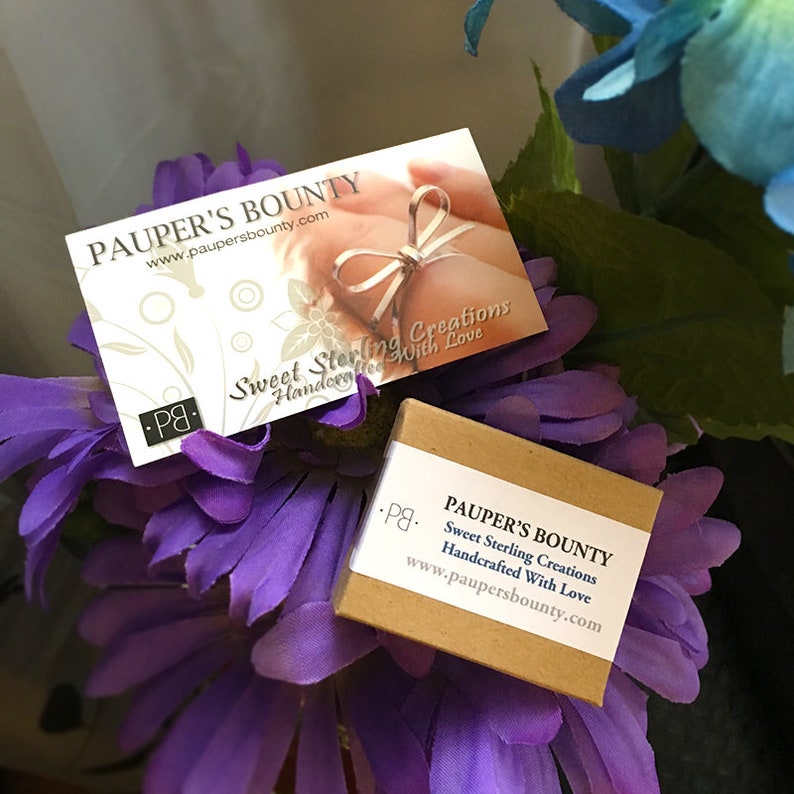 PAUPER'S BOUNTY
www.paupersbounty.com
Sweet Sterling Creations
Handcrafted With Love
·PB·
·PB·
PAUPER'S BOUNTY
Sweet Sterling Creations
Handcrafted With Love
www.paupersbounty.com